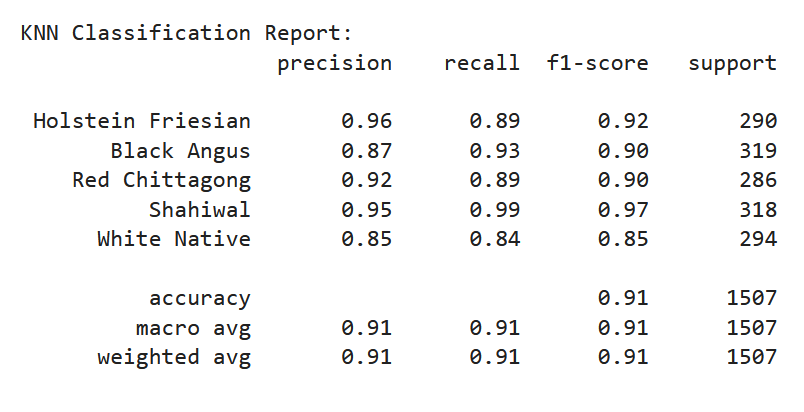 KNN Classification Report:
precision recall f1-score support
Holstein Friesian 0.96 0.89 0.92 290
Black Angus 0.87 0.93 0.90 319
Red Chittagong 0.92 0.89 0.90 286
Shahiwal 0.95 0.99 0.97 318
White Native 0.85 0.84 0.85 294
accuracy 0.91 1507
macro avg 0.91 0.91 0.91 1507
weighted avg 0.91 0.91 0.91 1507